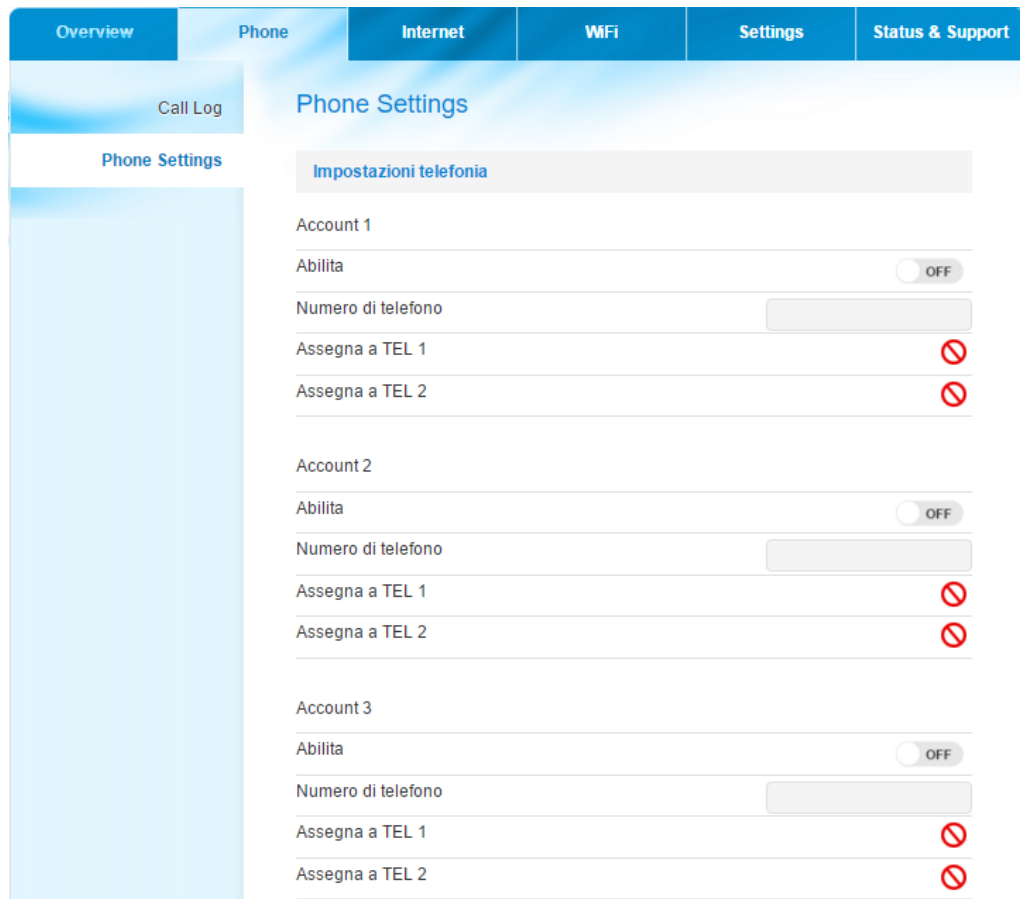 Overview Phone Internet WiFi Settings Status & Support
Call Log
Phone Settings
Phone Settings
Impostazioni telefonia
Account 1
Abilita OFF
Numero di telefono
Assegna a TEL 1
Assegna a TEL 2
Account 2
Abilita OFF
Numero di telefono
Assegna a TEL 1
Assegna a TEL 2
Account 3
Abilita OFF
Numero di telefono
Assegna a TEL 1
Assegna a TEL 2